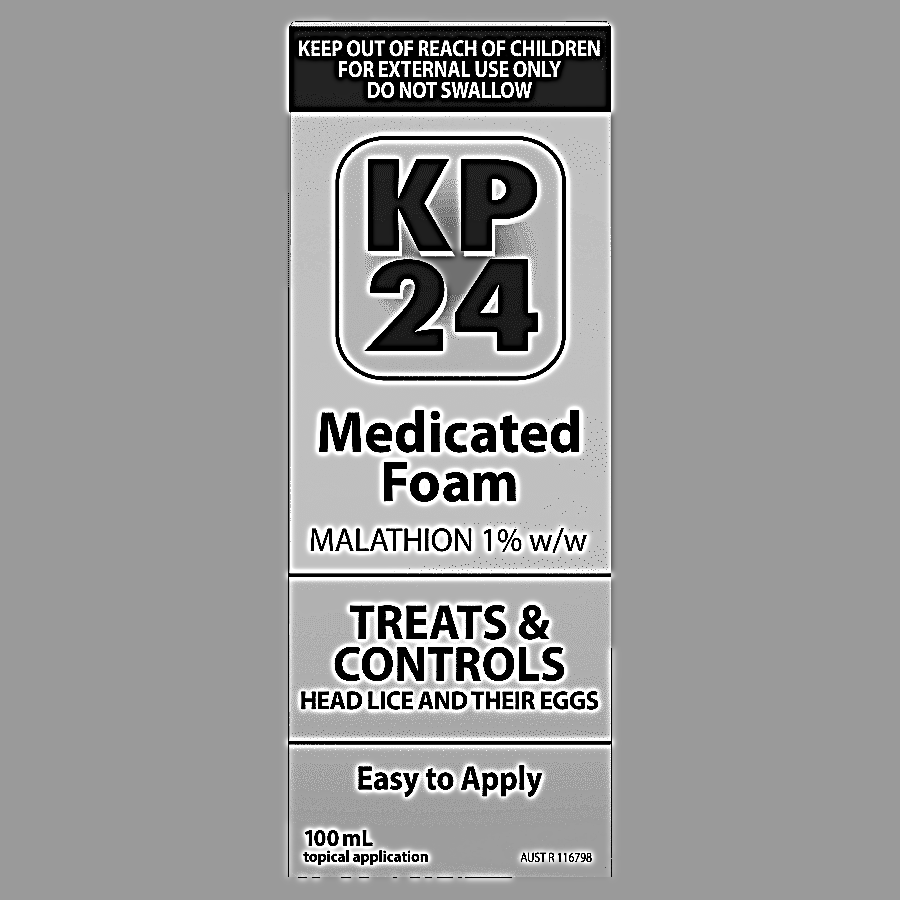 KEEP OUT OF REACH OF CHILDREN
FOR EXTERNAL USE ONLY
DO NOT SWALLOW
KP
24
Medicated
Foam
MALATHION 1% w/w
TREATS &
CONTROLS
HEAD LICE AND THEIR EGGS
Easy to Apply
100 mL
topical application
AUST R 116798